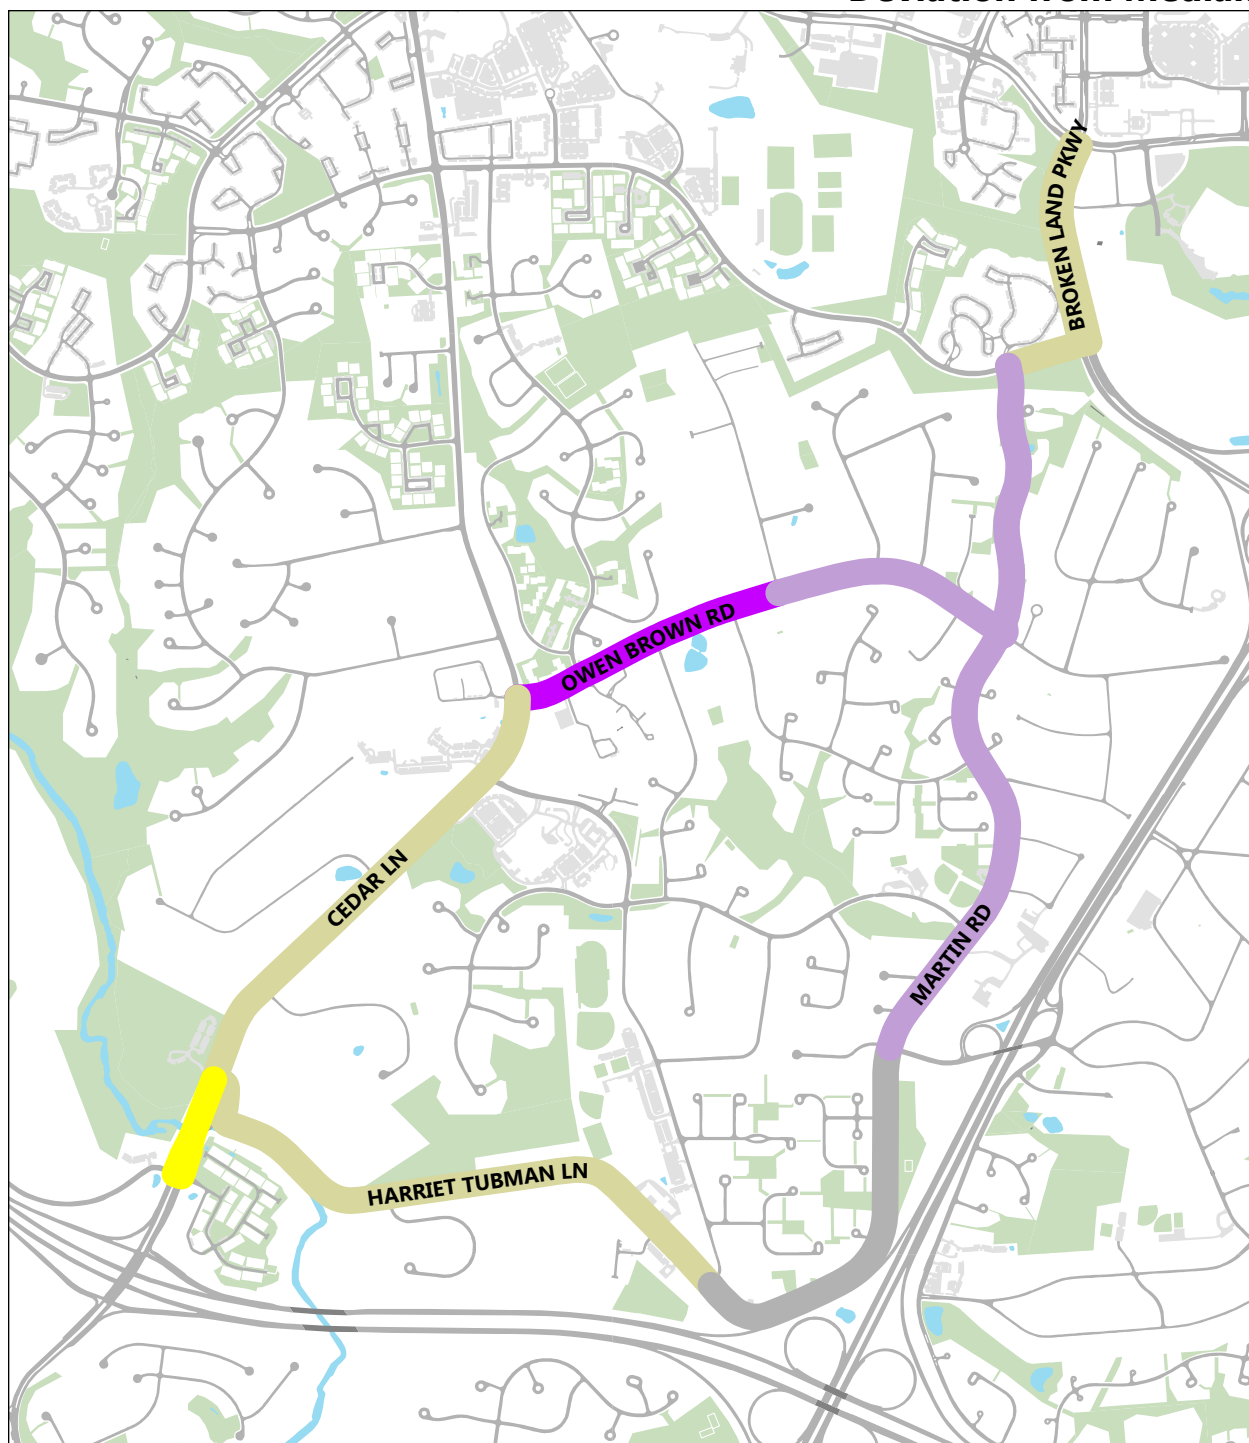 BROKEN LAND PKWY
OWEN BROWN RD
CEDAR LN
MARTIN RD
HARRIET TUBMAN LN